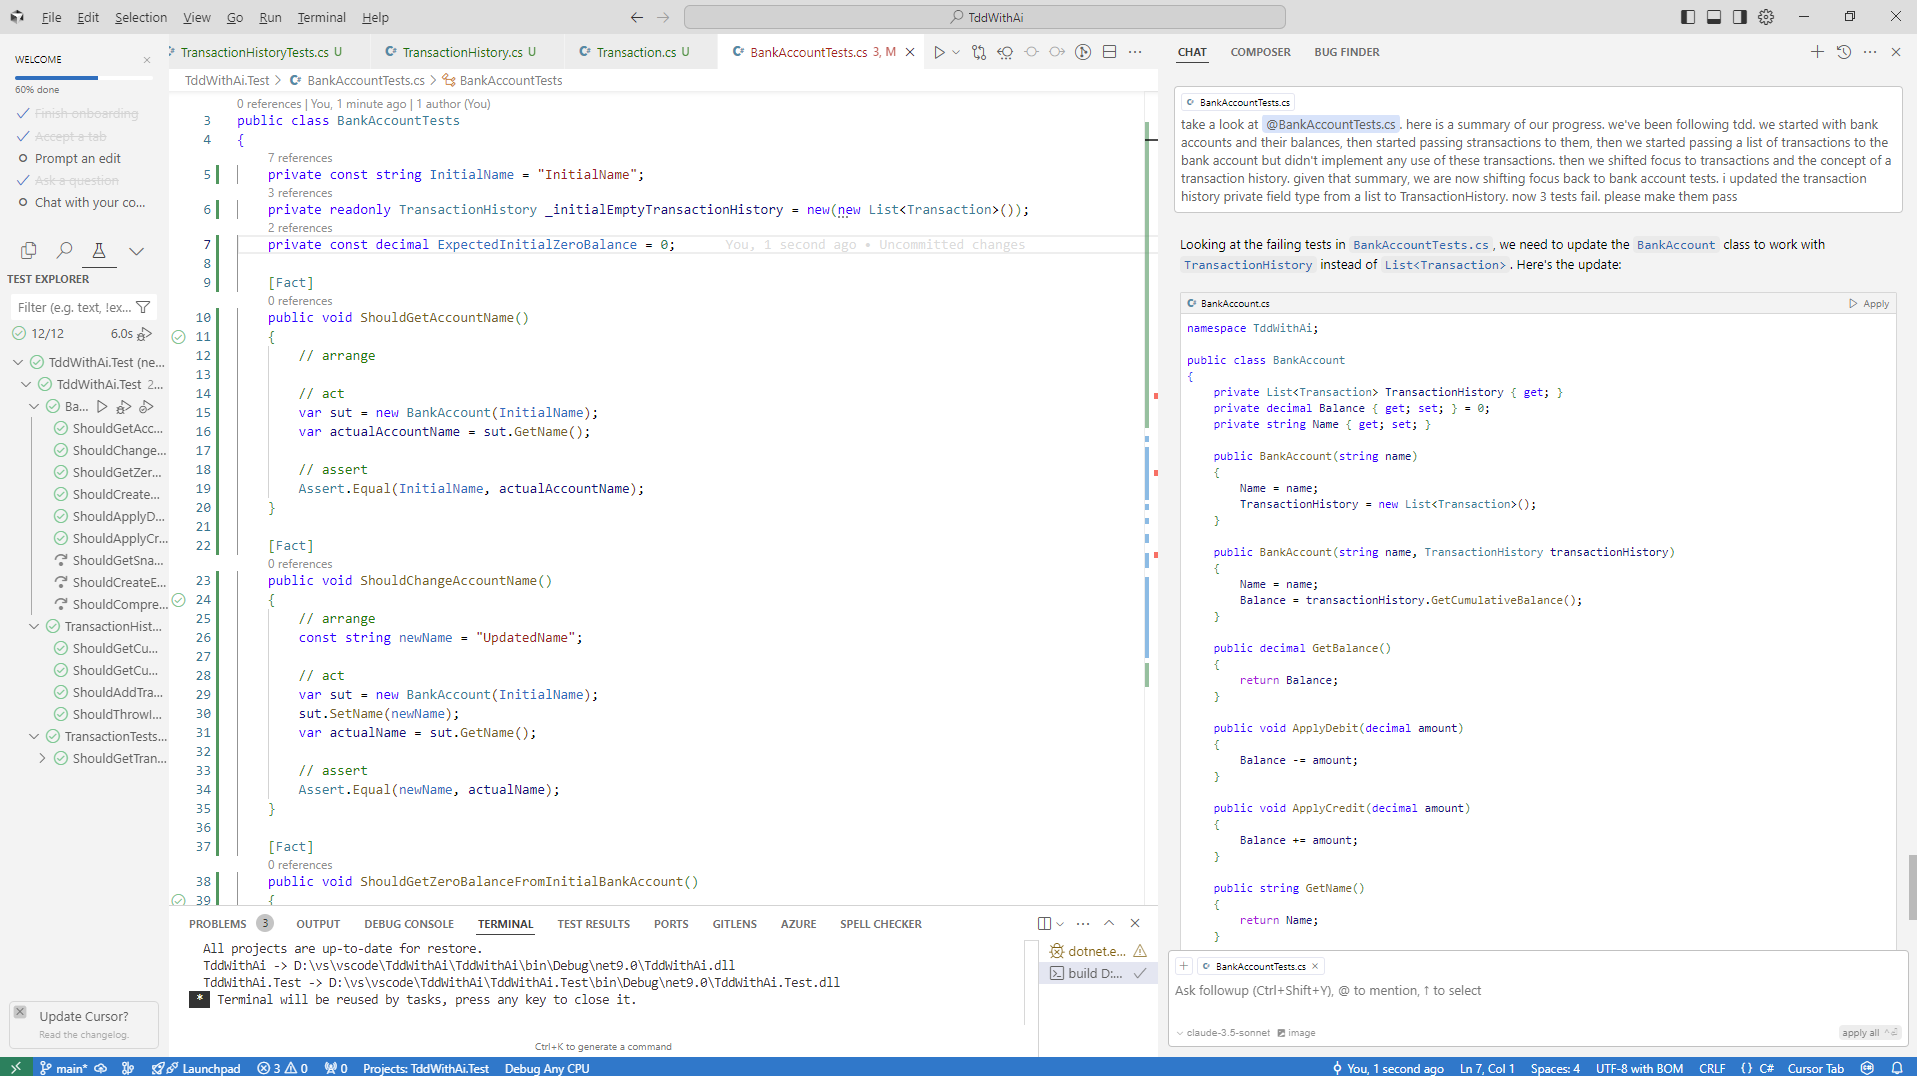 File Edit Selection View Go Run Terminal Help
TddWithAi
WELCOME
60% done
Finish onboarding
Accept a tab
Prompt an edit
Ask a question
Chat with your co...
TEST EXPLORER
Filter (e.g. text, !ex...
12/12 6.0s
TddWithAi.Test (ne...
TddWithAi.Test 2...
Ba...
ShouldGetAcc...
ShouldChange...
ShouldGetZer...
ShouldCreate...
ShouldApplyD...
ShouldApplyCr...
ShouldGetSna...
ShouldCreateE...
ShouldCompre...
TransactionHist...
ShouldGetCu...
ShouldGetCu...
ShouldAddTra...
ShouldThrowI...
TransactionTests...
ShouldGetTran...
Update Cursor?
Read the changelog.
TransactionHistoryTests.cs U TransactionHistory.cs U Transaction.cs U BankAccountTests.cs 3, M
TddWithAi.Test > BankAccountTests.cs > BankAccountTests
0 references | You, 1 minute ago | 1 author (You)
3 public class BankAccountTests
4 {
7 references
5 private const string InitialName = "InitialName";
3 references
6 private readonly TransactionHistory _initialEmptyTransactionHistory = new(new List<Transaction>());
2 references
7 private const decimal ExpectedInitialZeroBalance = 0; You, 1 second ago • Uncommitted changes
8
9 [Fact]
0 references
10 public void ShouldGetAccountName()
11 {
12 // arrange
13
14 // act
15 var sut = new BankAccount(InitialName);
16 var actualAccountName = sut.GetName();
17
18 // assert
19 Assert.Equal(InitialName, actualAccountName);
20 }
21
22 [Fact]
0 references
23 public void ShouldChangeAccountName()
24 {
25 // arrange
26 const string newName = "UpdatedName";
27
28 // act
29 var sut = new BankAccount(InitialName);
30 sut.SetName(newName);
31 var actualName = sut.GetName();
32
33 // assert
34 Assert.Equal(newName, actualName);
35 }
36
37 [Fact]
0 references
38 public void ShouldGetZeroBalanceFromInitialBankAccount()
39 {
PROBLEMS 3 OUTPUT DEBUG CONSOLE TERMINAL TEST RESULTS PORTS GITLENS AZURE SPELL CHECKER
All projects are up-to-date for restore.
TddWithAi -> D:\vs\vscode\TddWithAi\TddWithAi\bin\Debug\net9.0\TddWithAi.dll
TddWithAi.Test -> D:\vs\vscode\TddWithAi\TddWithAi.Test\bin\Debug\net9.0\TddWithAi.Test.dll
* Terminal will be reused by tasks, press any key to close it.
Ctrl+K to generate a command
dotnet.e...
build D:...
CHAT COMPOSER BUG FINDER
BankAccountTests.cs
take a look at @BankAccountTests.cs. here is a summary of our progress. we've been following tdd. we started with bank
accounts and their balances, then started passing stransactions to them, then we started passing a list of transactions to the
bank account but didn't implement any use of these transactions. then we shifted focus to transactions and the concept of a
transaction history. given that summary, we are now shifting focus back to bank account tests. i updated the transaction
history private field type from a list to TransactionHistory. now 3 tests fail. please make them pass
Looking at the failing tests in BankAccountTests.cs, we need to update the BankAccount class to work with
TransactionHistory instead of List<Transaction>. Here's the update:
BankAccount.cs Apply
namespace TddWithAi;
public class BankAccount
{
private List<Transaction> TransactionHistory { get; }
private decimal Balance { get; set; } = 0;
private string Name { get; set; }
public BankAccount(string name)
{
Name = name;
TransactionHistory = new List<Transaction>();
}
public BankAccount(string name, TransactionHistory transactionHistory)
{
Name = name;
Balance = transactionHistory.GetCumulativeBalance();
}
public decimal GetBalance()
{
return Balance;
}
public void ApplyDebit(decimal amount)
{
Balance -= amount;
}
public void ApplyCredit(decimal amount)
{
Balance += amount;
}
public string GetName()
{
return Name;
}
BankAccountTests.cs
Ask followup (Ctrl+Shift+Y), @ to mention, ↑ to select
claude-3.5-sonnet image apply all
main* Launchpad 3 0 0 Projects: TddWithAi.Test Debug Any CPU You, 1 second ago Ln 7, Col 1 Spaces: 4 UTF-8 with BOM CRLF {} C# Cursor Tab